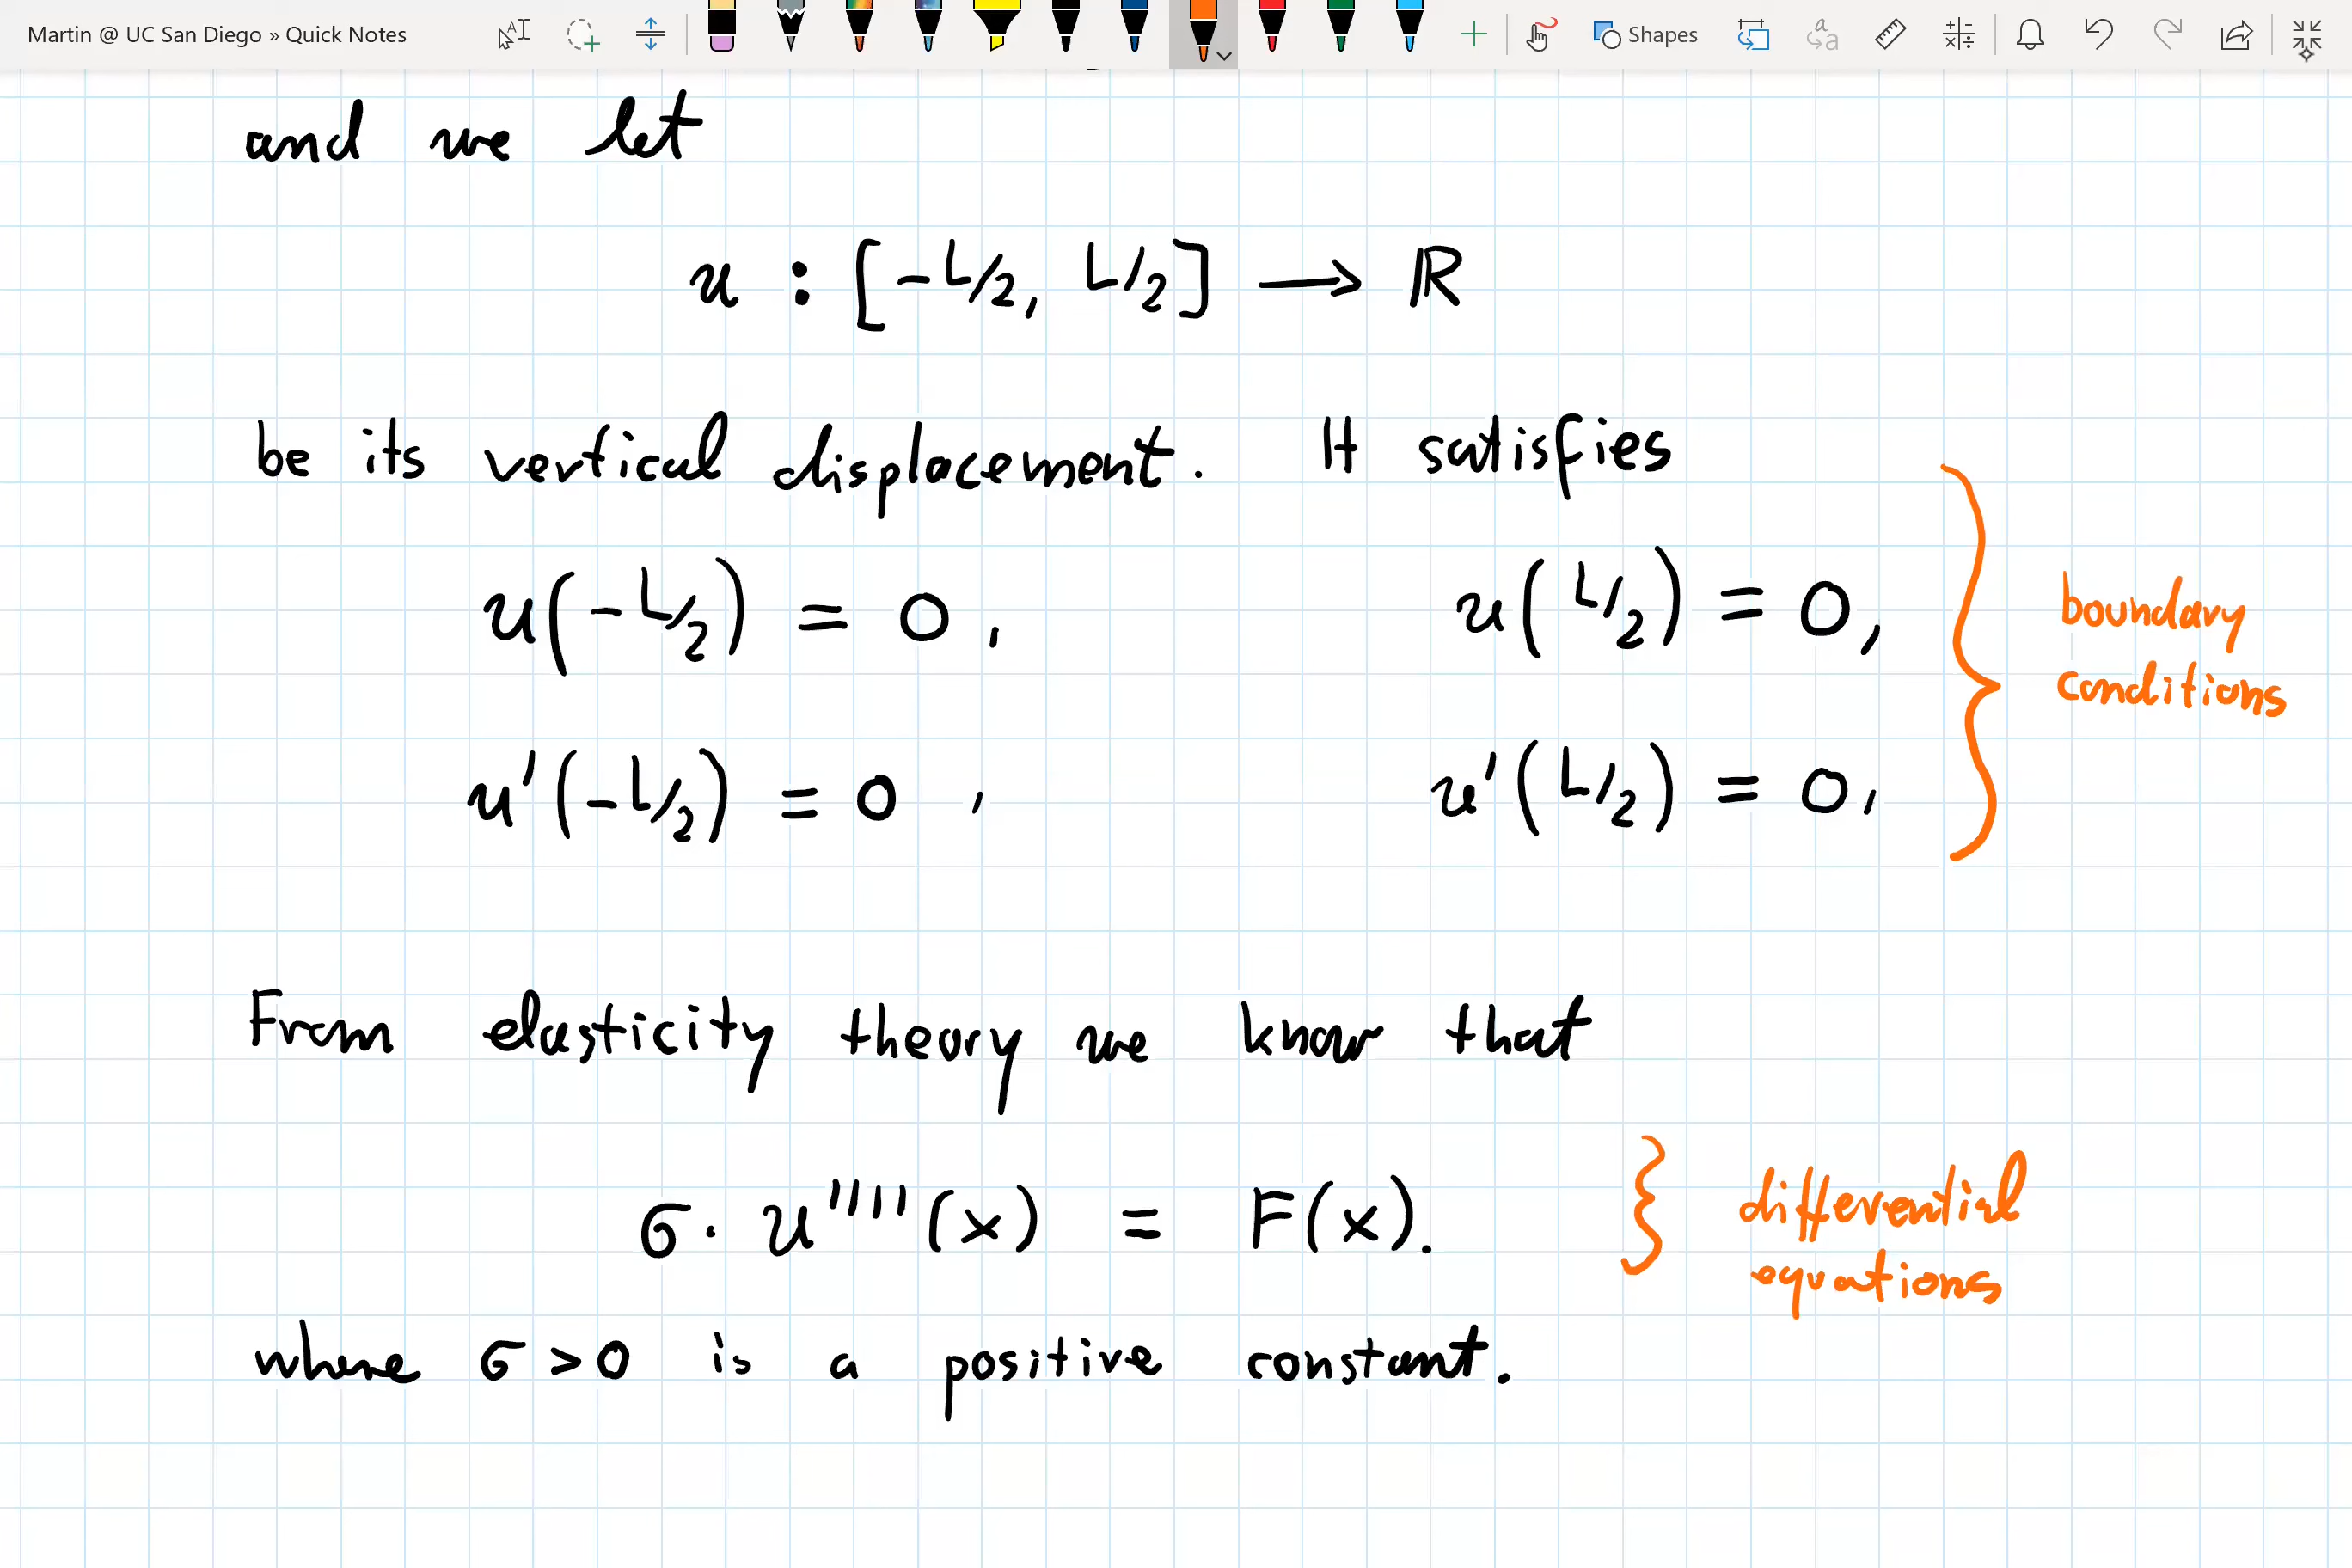 Martin @ UC San Diego » Quick Notes
Shapes
and we let
u : [-L/2, L/2] ⟶ ℝ
be its vertical displacement. It satisfies
u(-L/2) = 0, u(L/2) = 0,
boundary
conditions
u'(-L/2) = 0, u'(L/2) = 0,
From elasticity theory we know that
σ · u''''(x) = F(x).
differential
equations
where σ > 0 is a positive constant.